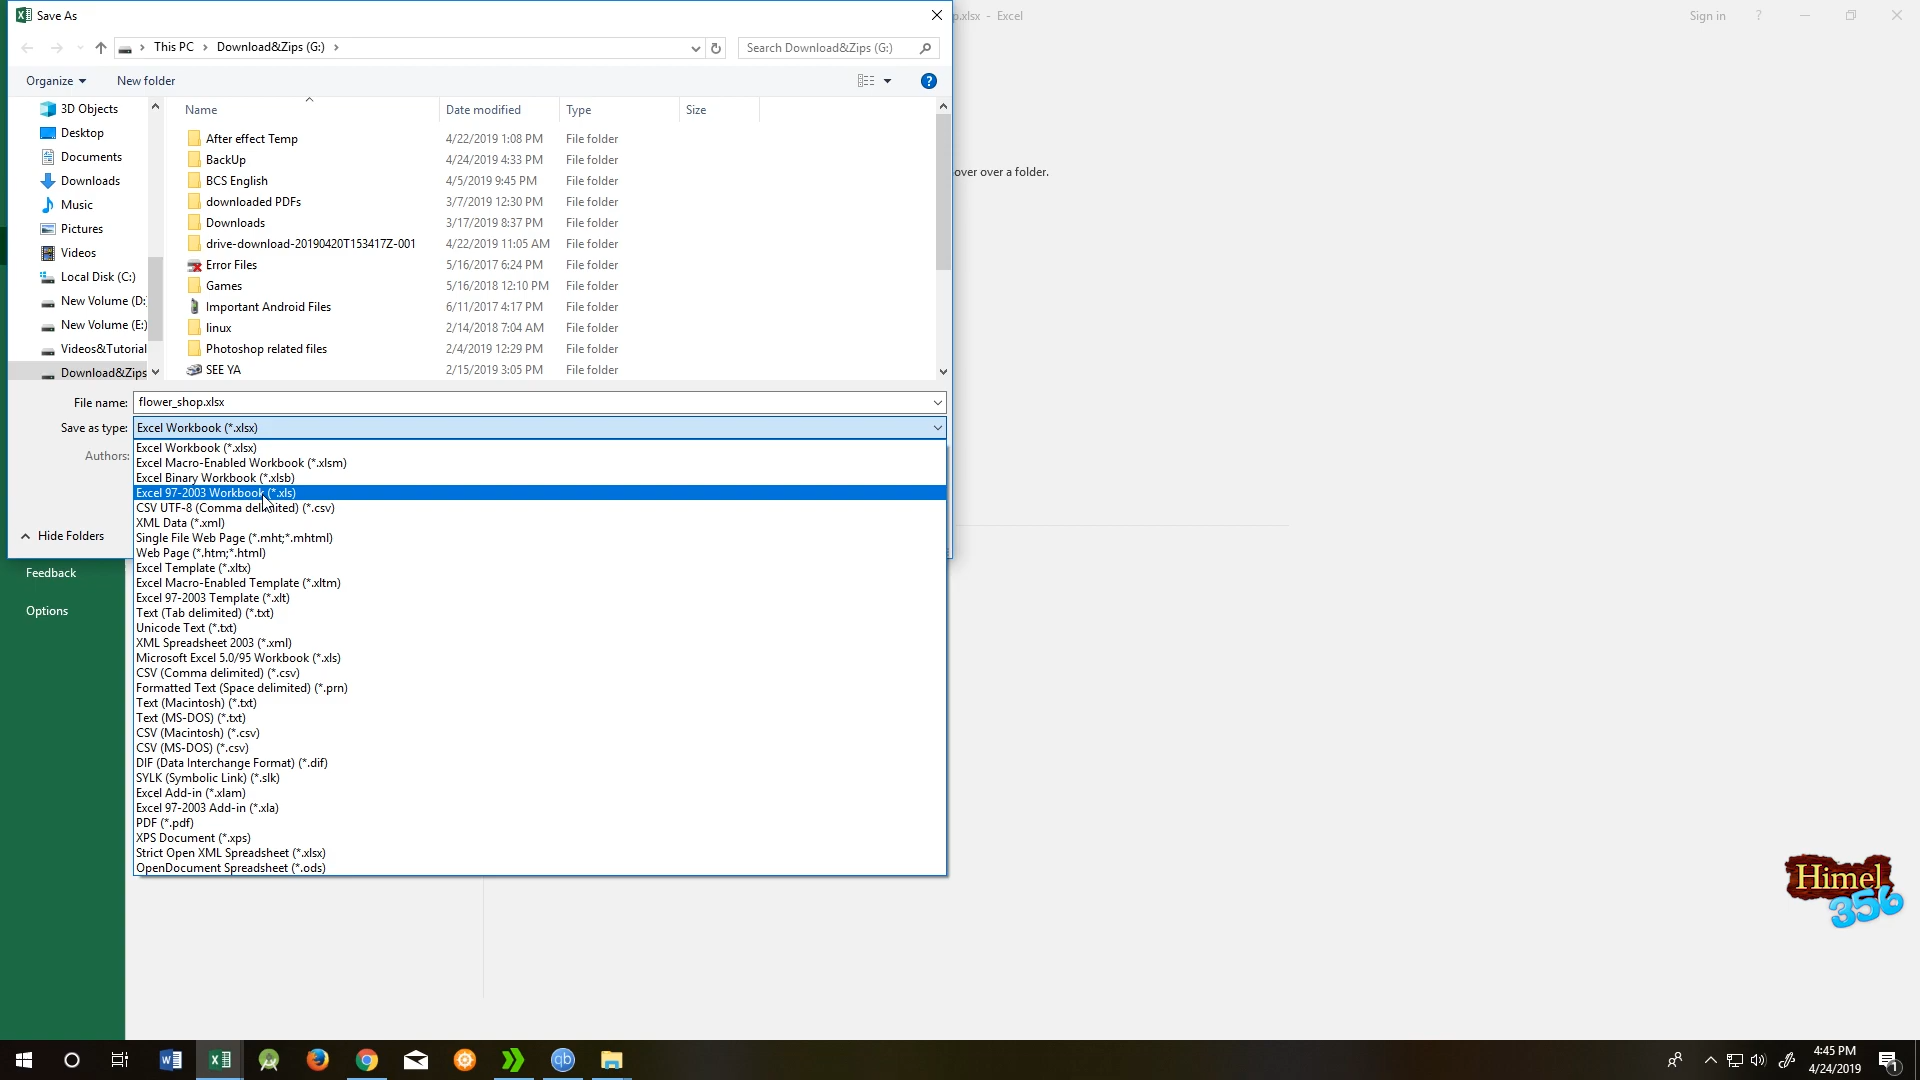 Save As
p.xlsx - Excel
Sign in
?
This PC
Download&Zips (G:)
Search Download&Zips (G:)
Organize
New folder
?
3D Objects
Desktop
Documents
Downloads
Music
Pictures
Videos
Local Disk (C:)
New Volume (D:
New Volume (E:)
Videos&Tutorial
Download&Zips
Name Date modified Type Size
After effect Temp 4/22/2019 1:08 PM File folder
BackUp 4/24/2019 4:33 PM File folder
BCS English 4/5/2019 9:45 PM File folder
downloaded PDFs 3/7/2019 12:30 PM File folder
Downloads 3/17/2019 8:37 PM File folder
drive-download-20190420T153417Z-001 4/22/2019 11:05 AM File folder
Error Files 5/16/2017 6:24 PM File folder
Games 5/16/2018 12:10 PM File folder
Important Android Files 6/11/2017 4:17 PM File folder
linux 2/14/2018 7:04 AM File folder
Photoshop related files 2/4/2019 12:29 PM File folder
SEE YA 2/15/2019 3:05 PM File folder
over over a folder.
File name: flower_shop.xlsx
Save as type: Excel Workbook (*.xlsx)
Authors:
Excel Workbook (*.xlsx)
Excel Macro-Enabled Workbook (*.xlsm)
Excel Binary Workbook (*.xlsb)
Excel 97-2003 Workbook (*.xls)
CSV UTF-8 (Comma delimited) (*.csv)
XML Data (*.xml)
Single File Web Page (*.mht;*.mhtml)
Web Page (*.htm;*.html)
Excel Template (*.xltx)
Excel Macro-Enabled Template (*.xltm)
Excel 97-2003 Template (*.xlt)
Text (Tab delimited) (*.txt)
Unicode Text (*.txt)
XML Spreadsheet 2003 (*.xml)
Microsoft Excel 5.0/95 Workbook (*.xls)
CSV (Comma delimited) (*.csv)
Formatted Text (Space delimited) (*.prn)
Text (Macintosh) (*.txt)
Text (MS-DOS) (*.txt)
CSV (Macintosh) (*.csv)
CSV (MS-DOS) (*.csv)
DIF (Data Interchange Format) (*.dif)
SYLK (Symbolic Link) (*.slk)
Excel Add-in (*.xlam)
Excel 97-2003 Add-in (*.xla)
PDF (*.pdf)
XPS Document (*.xps)
Strict Open XML Spreadsheet (*.xlsx)
OpenDocument Spreadsheet (*.ods)
Hide Folders
Feedback
Options
Himel
356
qb
4:45 PM
4/24/2019
1